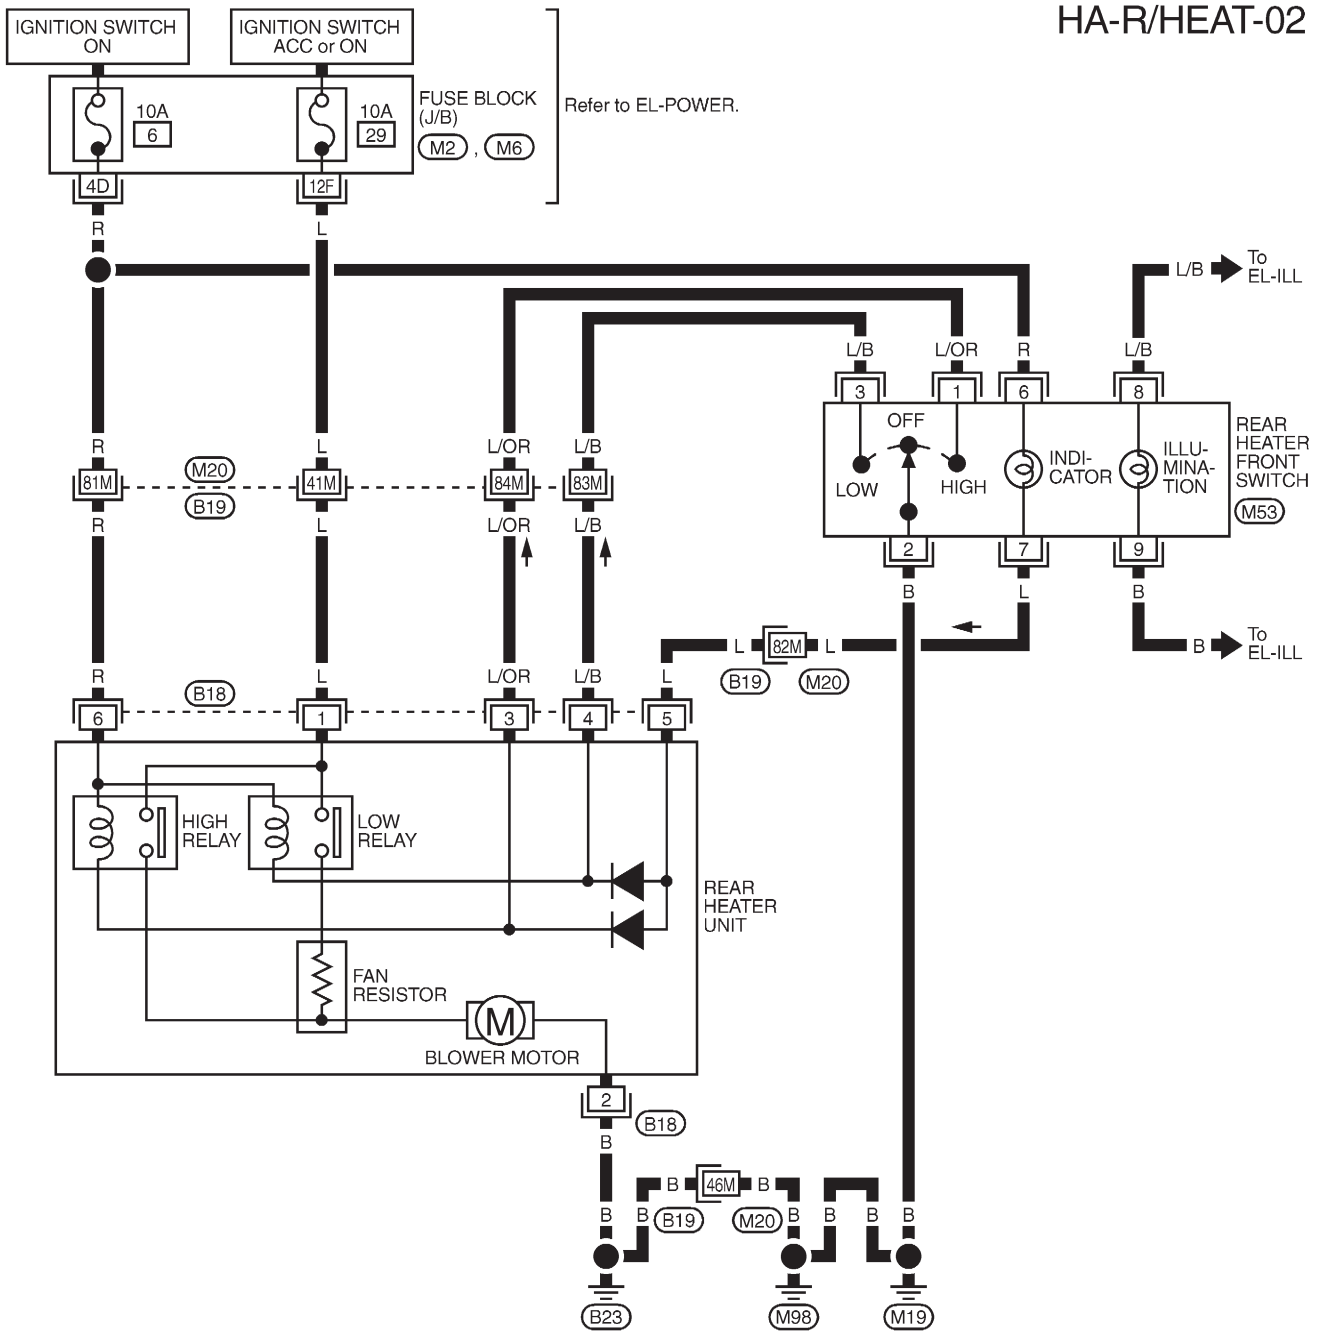 HA-R/HEAT-02
IGNITION SWITCH
ON
IGNITION SWITCH
ACC or ON
10A
6
10A
29
FUSE BLOCK
(J/B)
M2 , M6
Refer to EL-POWER.
4D
12F
R
L
L/B
To
EL-ILL
L/B
L/OR
R
L/B
3
1
6
8
OFF
LOW
HIGH
INDI-
CATOR
ILLU-
MINA-
TION
REAR
HEATER
FRONT
SWITCH
M53
R
L
L/OR
L/B
81M
M20
B19
41M
84M
83M
R
L
L/OR
L/B
2
7
9
B
L
B
L
82M
L
B
To
EL-ILL
B19
M20
R
B18
L
L/OR
L/B
L
6
1
3
4
5
HIGH
RELAY
LOW
RELAY
REAR
HEATER
UNIT
FAN
RESISTOR
M
BLOWER MOTOR
2
B18
B
B
46M
B
B
B
B19
M20
B
B
B
B
B23
M98
M19